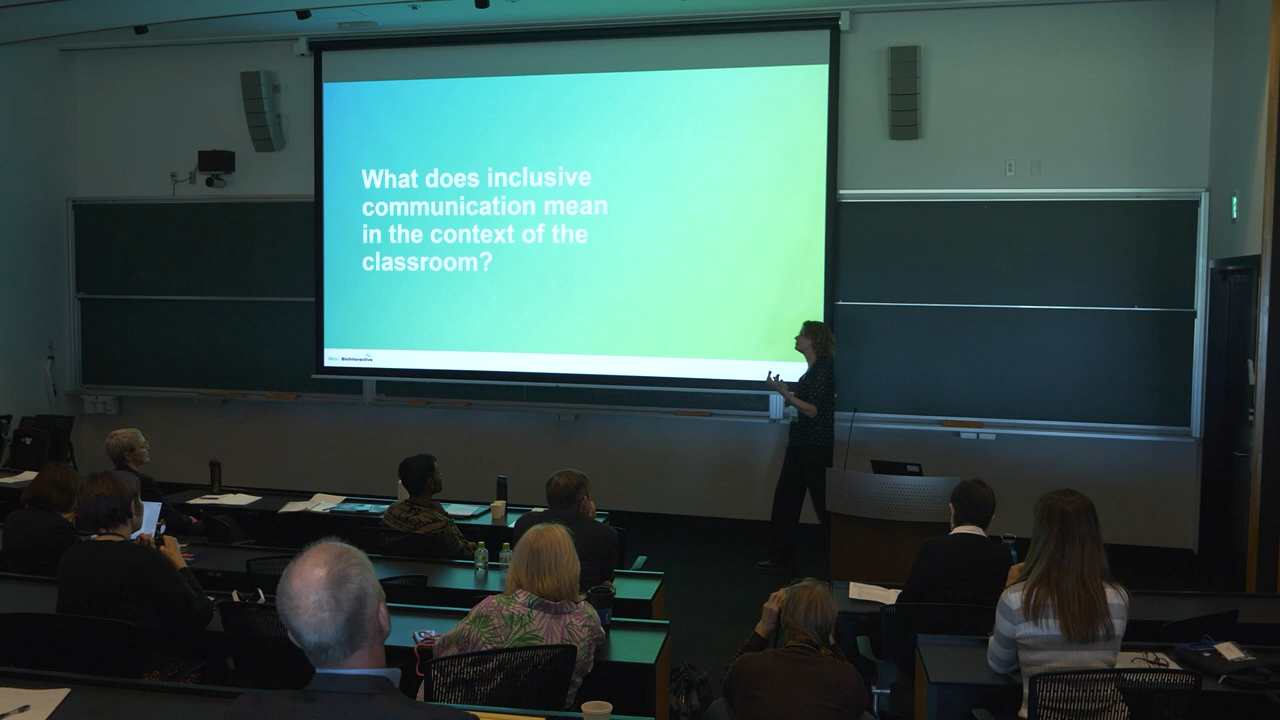 What does inclusive
communication mean
in the context of the
classroom?
BioInteractive